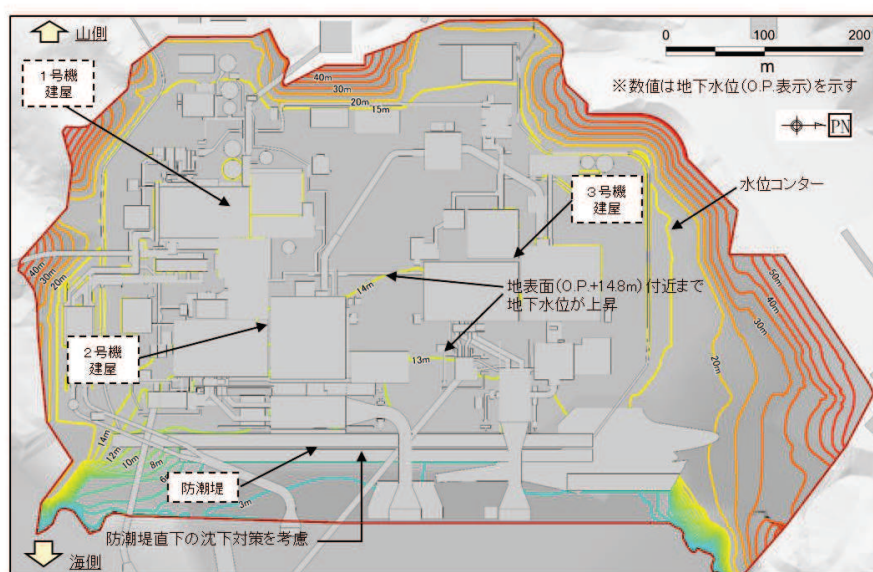 山側
0 100 200
m
※数値は地下水位(O.P.表示)を示す
PN
1号機
建屋
40m
30m
20m
15m
水位コンター
3号機
建屋
40m
30m
20m
14m
地表面(O.P.+14.8m)付近まで
地下水位が上昇
50m
40m
30m
20m
2号機
建屋
13m
14m
12m
10m
8m
3m
防潮堤
防潮堤直下の沈下対策を考慮
海側